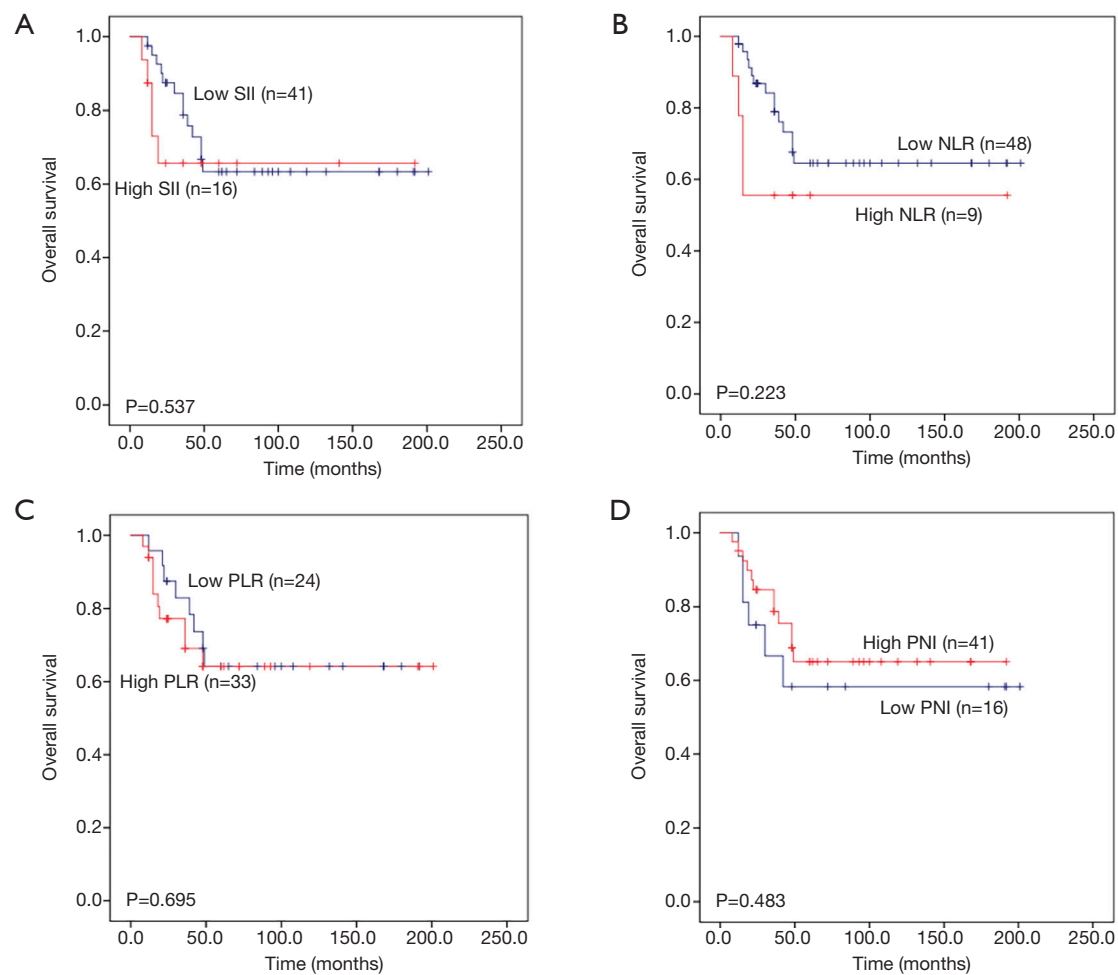 A
1.0
0.8
0.6
0.4
0.2
0.0
Overall survival
Low SII (n=41)
High SII (n=16)
P=0.537
0.0 50.0 100.0 150.0 200.0 250.0
Time (months)
B
1.0
0.8
0.6
0.4
0.2
0.0
Overall survival
Low NLR (n=48)
High NLR (n=9)
P=0.223
0.0 50.0 100.0 150.0 200.0 250.0
Time (months)
C
1.0
0.8
0.6
0.4
0.2
0.0
Overall survival
Low PLR (n=24)
High PLR (n=33)
P=0.695
0.0 50.0 100.0 150.0 200.0 250.0
Time (months)
D
1.0
0.8
0.6
0.4
0.2
0.0
Overall survival
High PNI (n=41)
Low PNI (n=16)
P=0.483
0.0 50.0 100.0 150.0 200.0 250.0
Time (months)